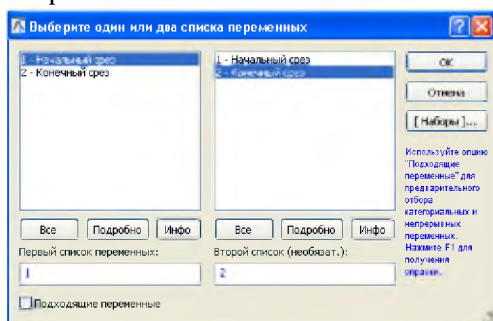 Выберите один или два списка переменных
1 - Начальный срез
2 - Конечный срез
1 - Начальный срез
2 - Конечный срез
OK
Отмена
[ Наборы ]...
Используйте опцию
"Подходящие
переменные" для
предварительного
отбора
категориальных и
непрерывных
переменных.
Нажмите F1 для
получения
справки.
Все
Подробно
Инфо
Все
Подробно
Инфо
Первый список переменных:
Второй список (необязат.):
1
2
Подходящие переменные